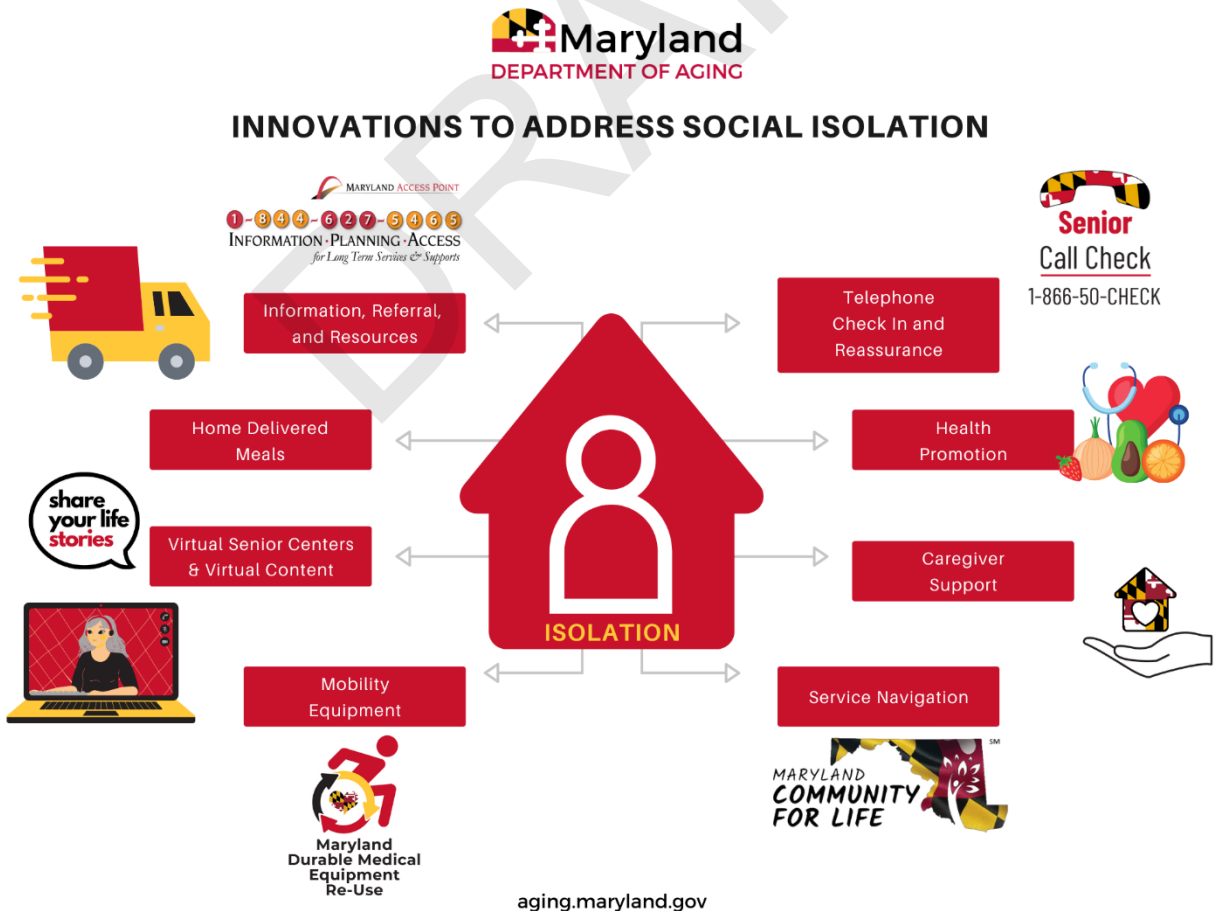 Maryland
DEPARTMENT OF AGING
INNOVATIONS TO ADDRESS SOCIAL ISOLATION
MARYLAND ACCESS POINT
1-844-627-5465
INFORMATION·PLANNING·ACCESS
for Long Term Services & Supports
Senior
Call Check
1-866-50-CHECK
Information, Referral,
and Resources
Telephone
Check In and
Reassurance
Home Delivered
Meals
Health
Promotion
share
your life
stories
Virtual Senior Centers
& Virtual Content
Caregiver
Support
ISOLATION
Mobility
Equipment
Service Navigation
Maryland
Durable Medical
Equipment
Re-Use
SM
MARYLAND
COMMUNITY
FOR LIFE
aging.maryland.gov
DRAFT